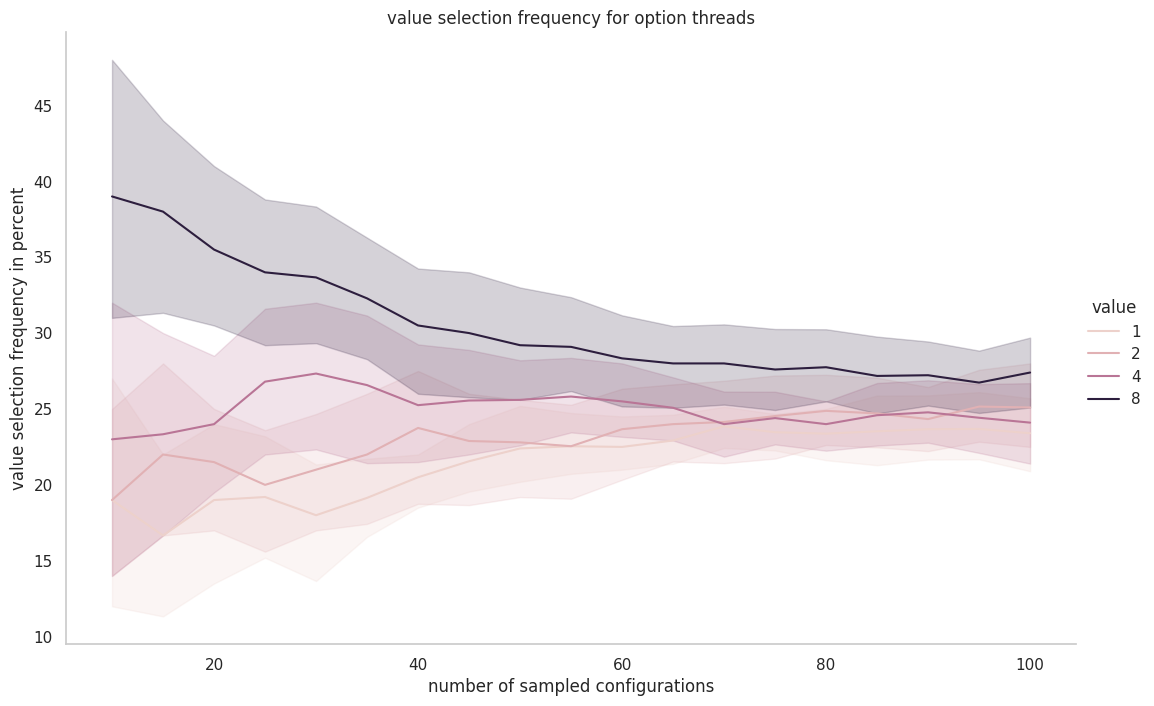 value selection frequency for option threads
value selection frequency in percent
45
40
35
30
25
20
15
10
20 40 60 80 100
number of sampled configurations
value
1
2
4
8